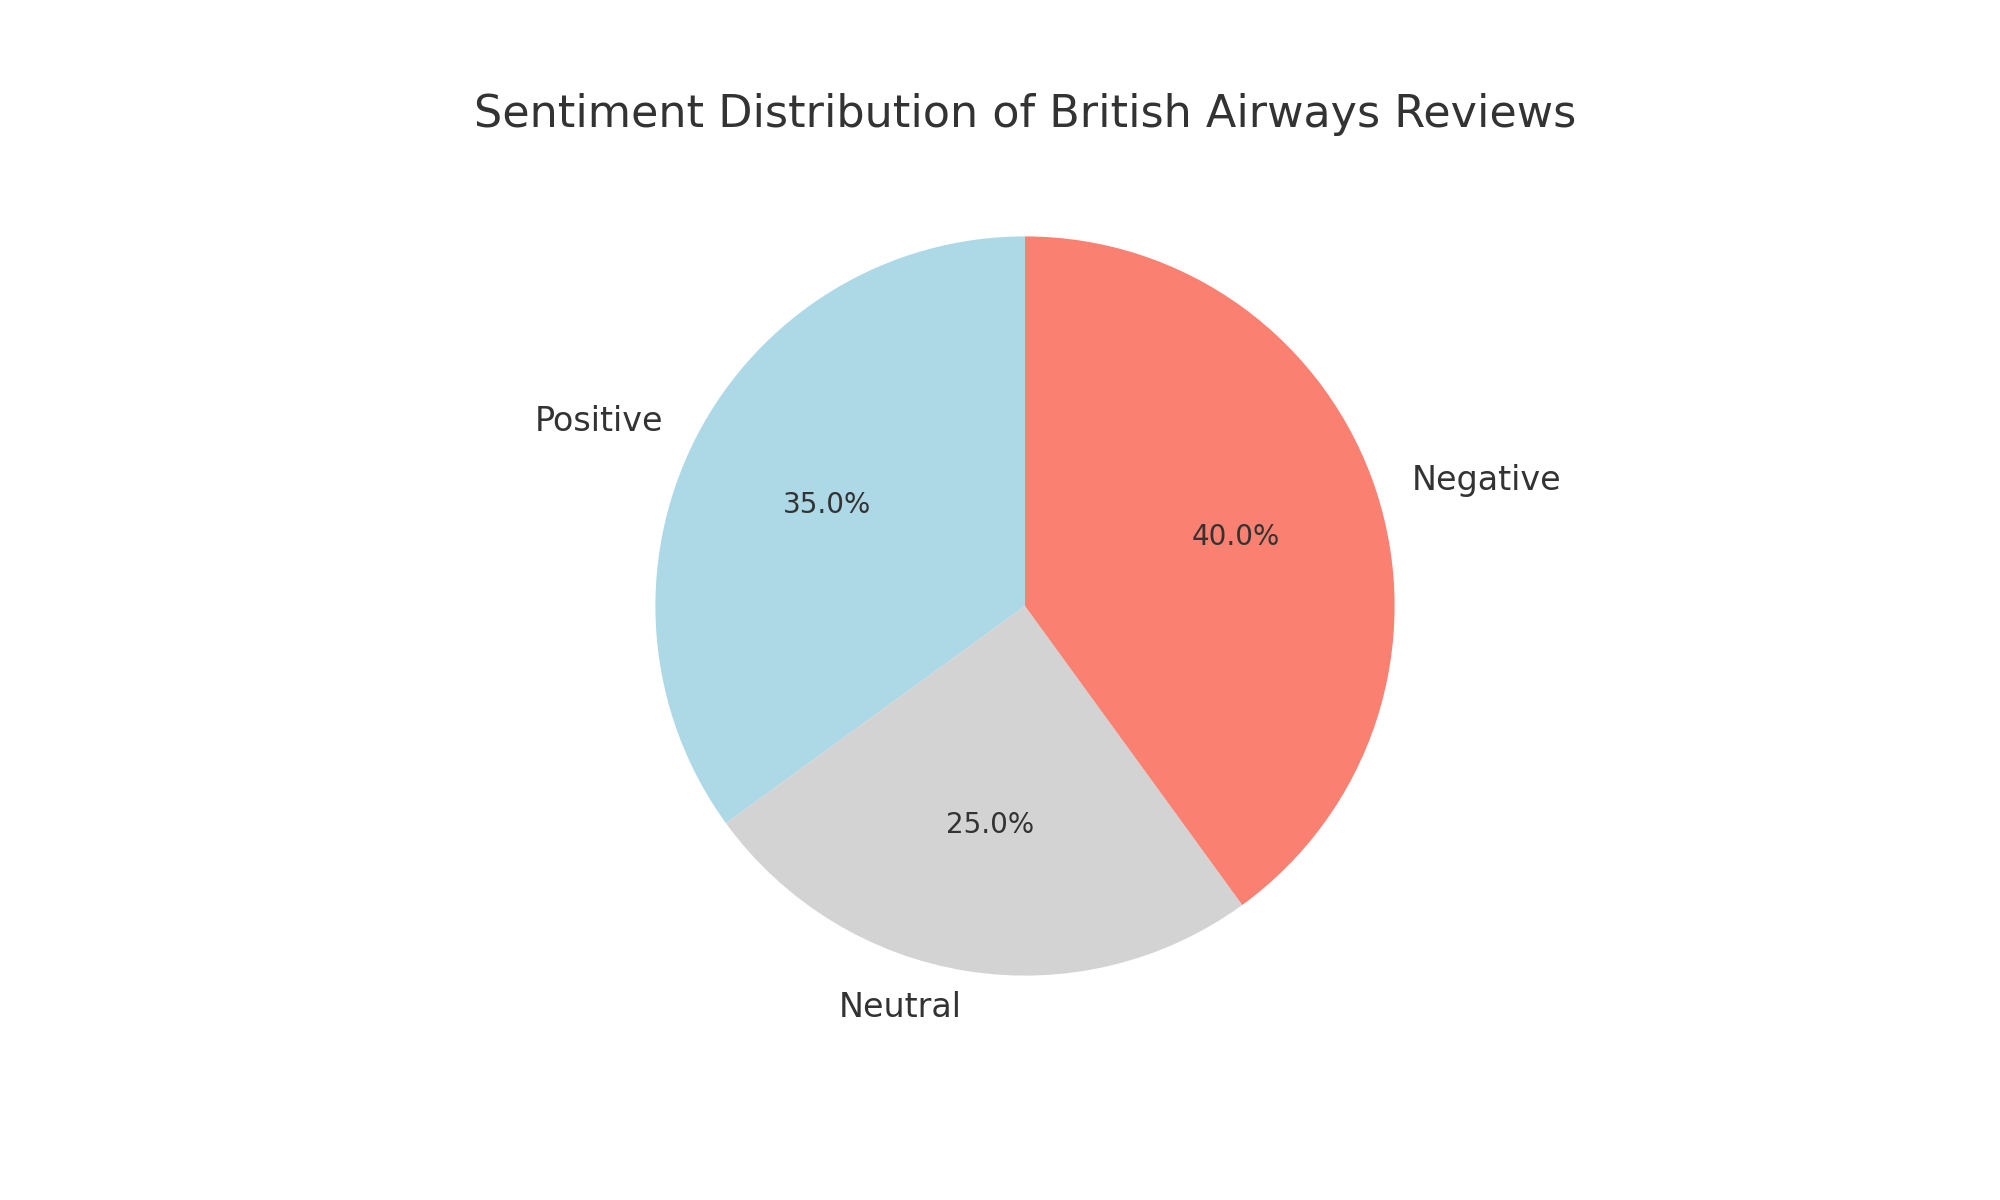 Sentiment Distribution of British Airways Reviews
Positive
Negative
35.0%
40.0%
25.0%
Neutral